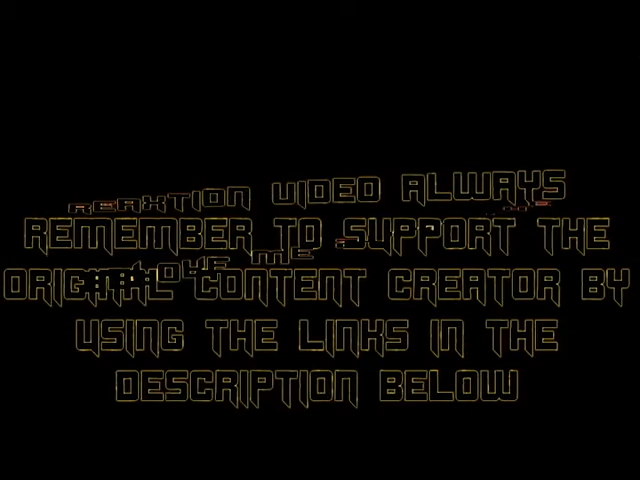 REAXTION VIDEO ALWAYS
REMEMBER TO SUPPORT THE
ORIGINAL CONTENT CREATOR BY
USING THE LINKS IN THE
DESCRIPTION BELOW